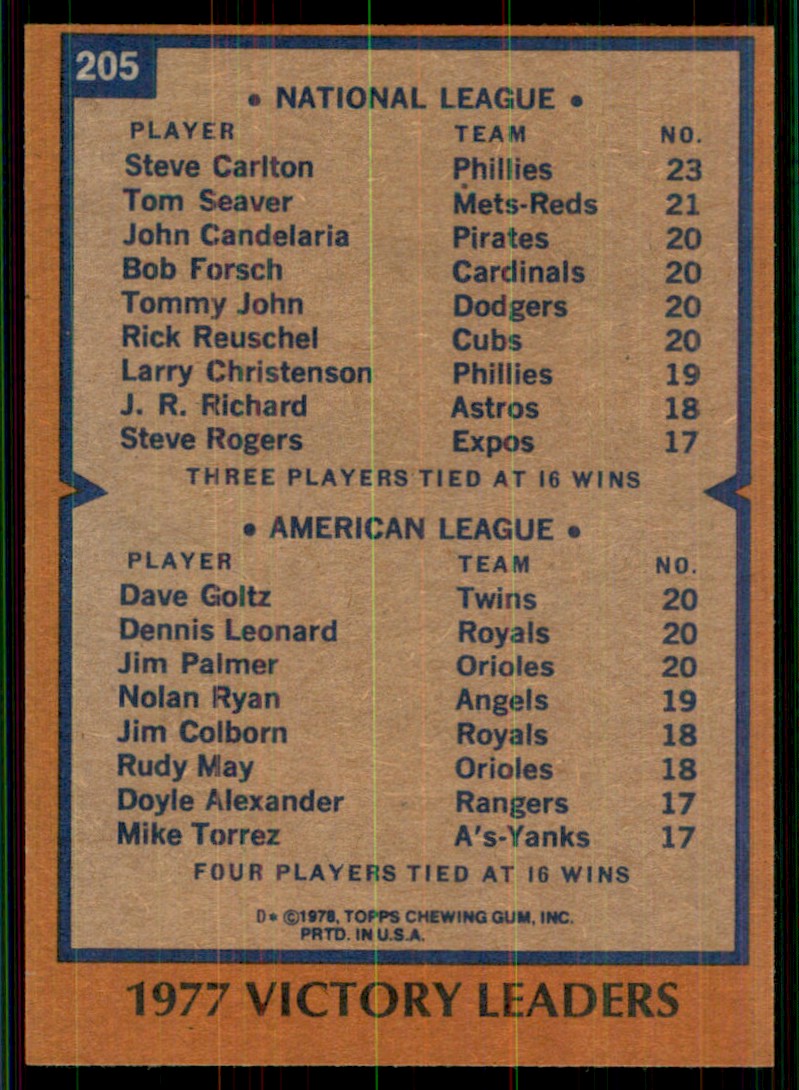 205
• NATIONAL LEAGUE •
PLAYER TEAM NO.
Steve Carlton Phillies 23
Tom Seaver Mets-Reds 21
John Candelaria Pirates 20
Bob Forsch Cardinals 20
Tommy John Dodgers 20
Rick Reuschel Cubs 20
Larry Christenson Phillies 19
J. R. Richard Astros 18
Steve Rogers Expos 17
THREE PLAYERS TIED AT 16 WINS
• AMERICAN LEAGUE •
PLAYER TEAM NO.
Dave Goltz Twins 20
Dennis Leonard Royals 20
Jim Palmer Orioles 20
Nolan Ryan Angels 19
Jim Colborn Royals 18
Rudy May Orioles 18
Doyle Alexander Rangers 17
Mike Torrez A's-Yanks 17
FOUR PLAYERS TIED AT 16 WINS
D* ©1978, TOPPS CHEWING GUM, INC.
PRTD. IN U.S.A.
1977 VICTORY LEADERS